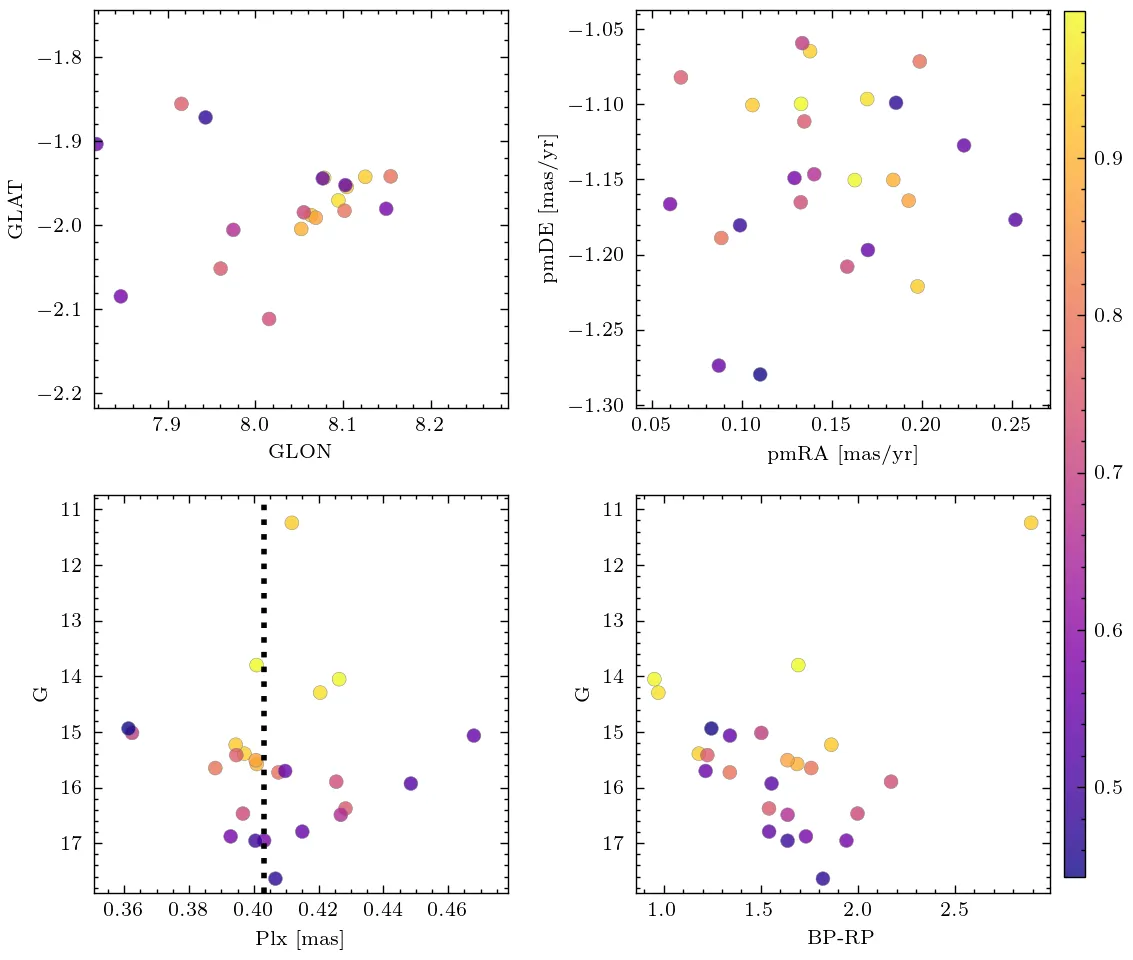 −1.8
−1.9
−2.0
−2.1
−2.2
GLAT
7.9 8.0 8.1 8.2
GLON
−1.05
−1.10
−1.15
−1.20
−1.25
−1.30
pmDE [mas/yr]
0.05 0.10 0.15 0.20 0.25
pmRA [mas/yr]
11
12
13
14
15
16
17
G
0.36 0.38 0.40 0.42 0.44 0.46
Plx [mas]
11
12
13
14
15
16
17
G
1.0 1.5 2.0 2.5
BP-RP
0.9
0.8
0.7
0.6
0.5